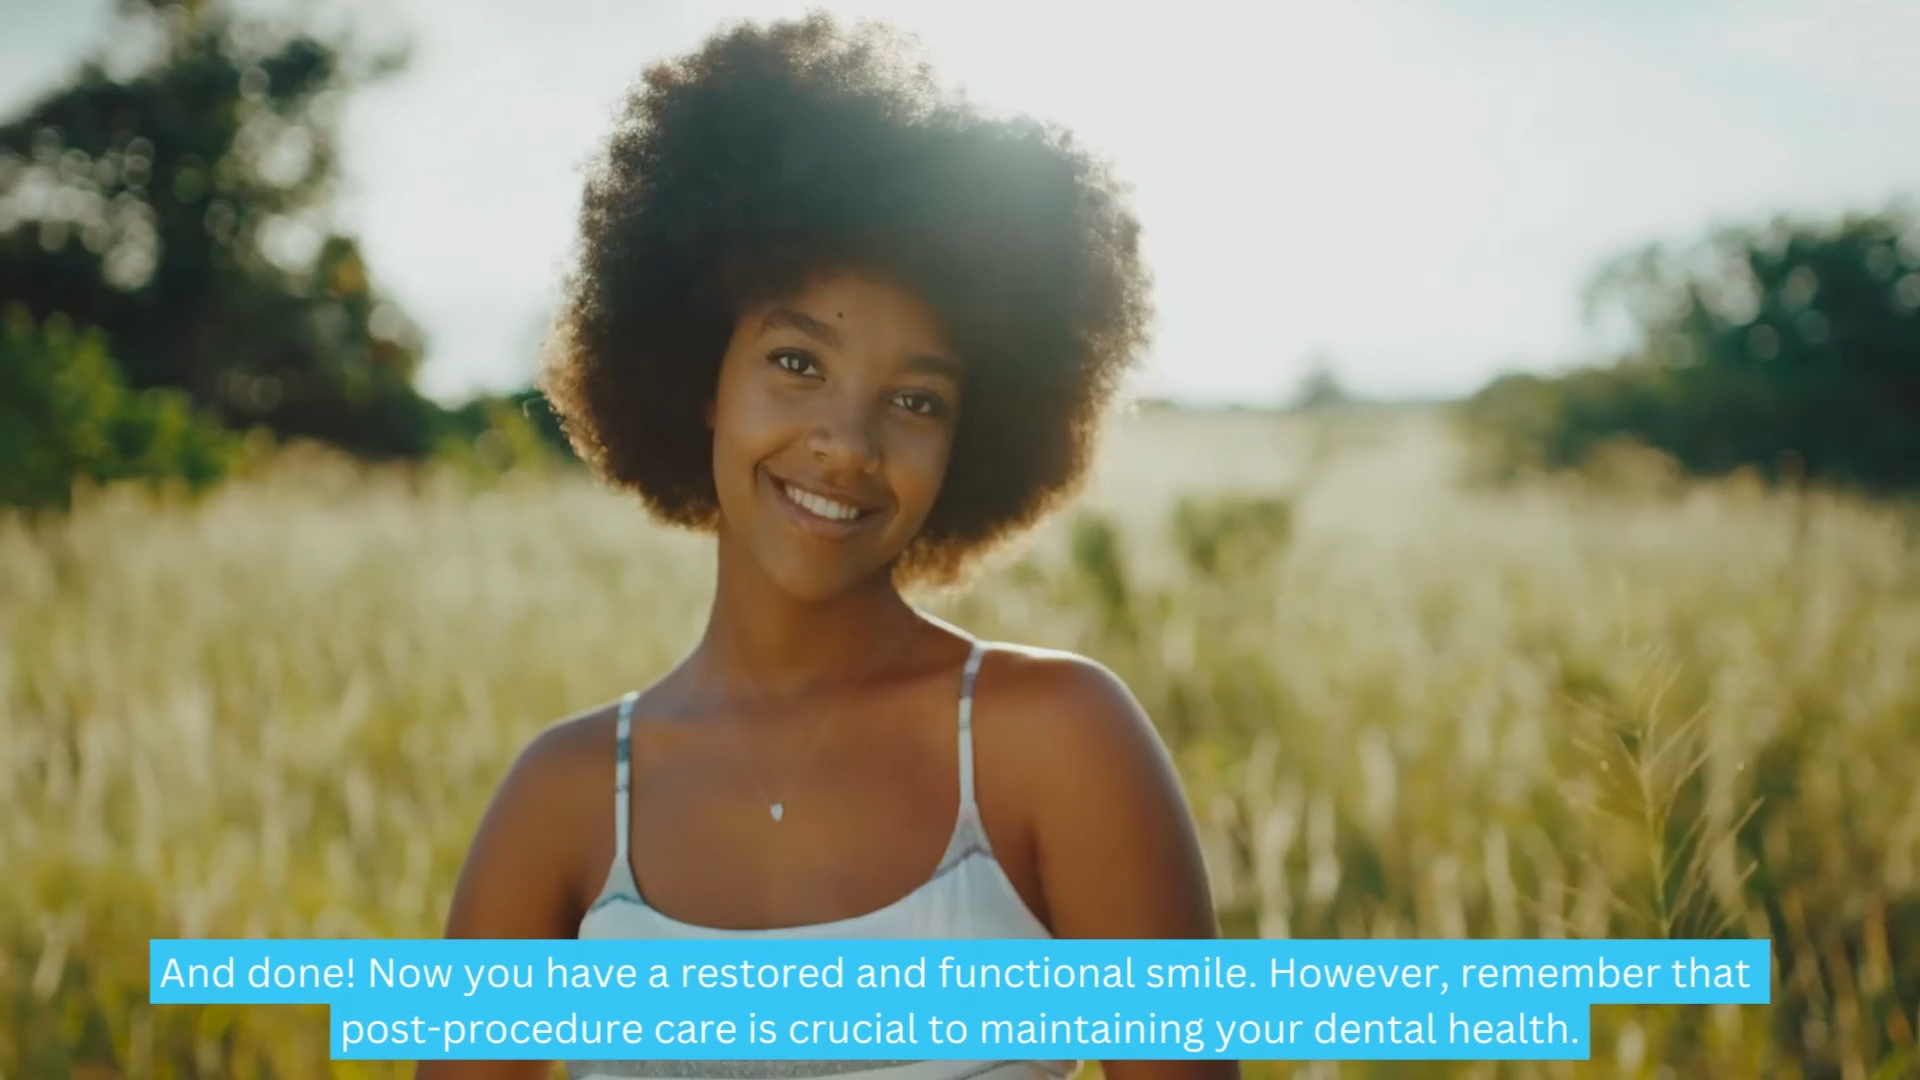 And done! Now you have a restored and functional smile. However, remember that
post-procedure care is crucial to maintaining your dental health.